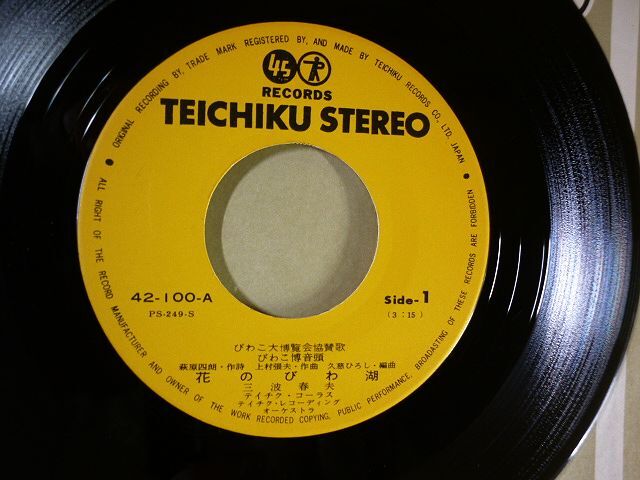 ORIGINAL RECORDING BY, TRADE MARK REGISTERED BY, AND MADE BY TEICHIKU RECORDS CO., LTD. JAPAN
45
RECORDS
TEICHIKU STEREO
42-100-A
PS-249-S
Side-1
(3:15)
びわこ大博覧会協賛歌
びわこ博音頭
萩原四朗・作詩 上村張夫・作曲 久慈ひろし・編曲
花のびわ湖
三波春夫
テイチク・コーラス
テイチク・レコーディング
オーケストラ
ALL RIGHT OF THE RECORD MANUFACTURER AND OWNER OF THE WORK RECORDED COPYING, PUBLIC PERFORMANCE, BROADCASTING OF THESE RECORDS ARE FORBIDDEN